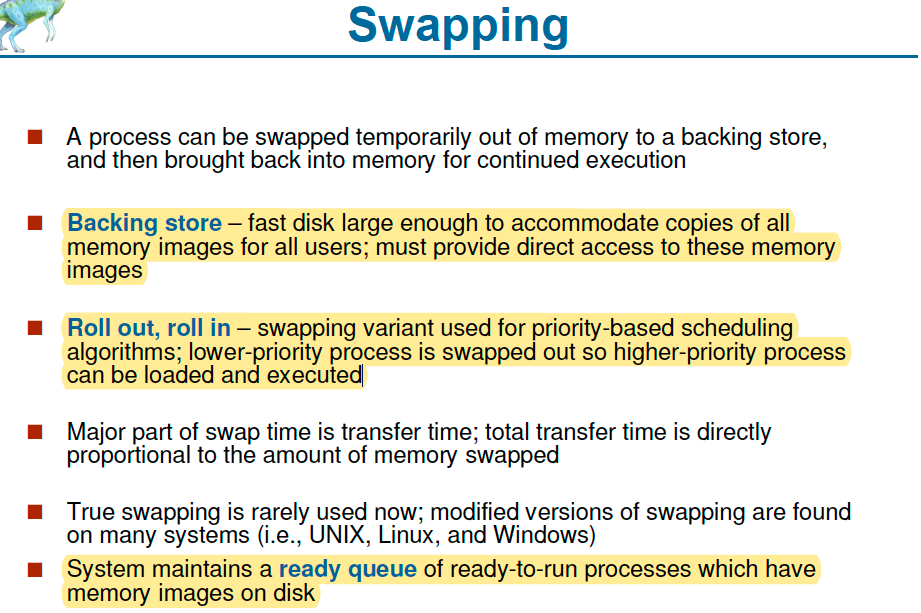 Swapping
A process can be swapped temporarily out of memory to a backing store,
and then brought back into memory for continued execution
Backing store – fast disk large enough to accommodate copies of all
memory images for all users; must provide direct access to these memory
images
Roll out, roll in – swapping variant used for priority-based scheduling
algorithms; lower-priority process is swapped out so higher-priority process
can be loaded and executed
Major part of swap time is transfer time; total transfer time is directly
proportional to the amount of memory swapped
True swapping is rarely used now; modified versions of swapping are found
on many systems (i.e., UNIX, Linux, and Windows)
System maintains a ready queue of ready-to-run processes which have
memory images on disk